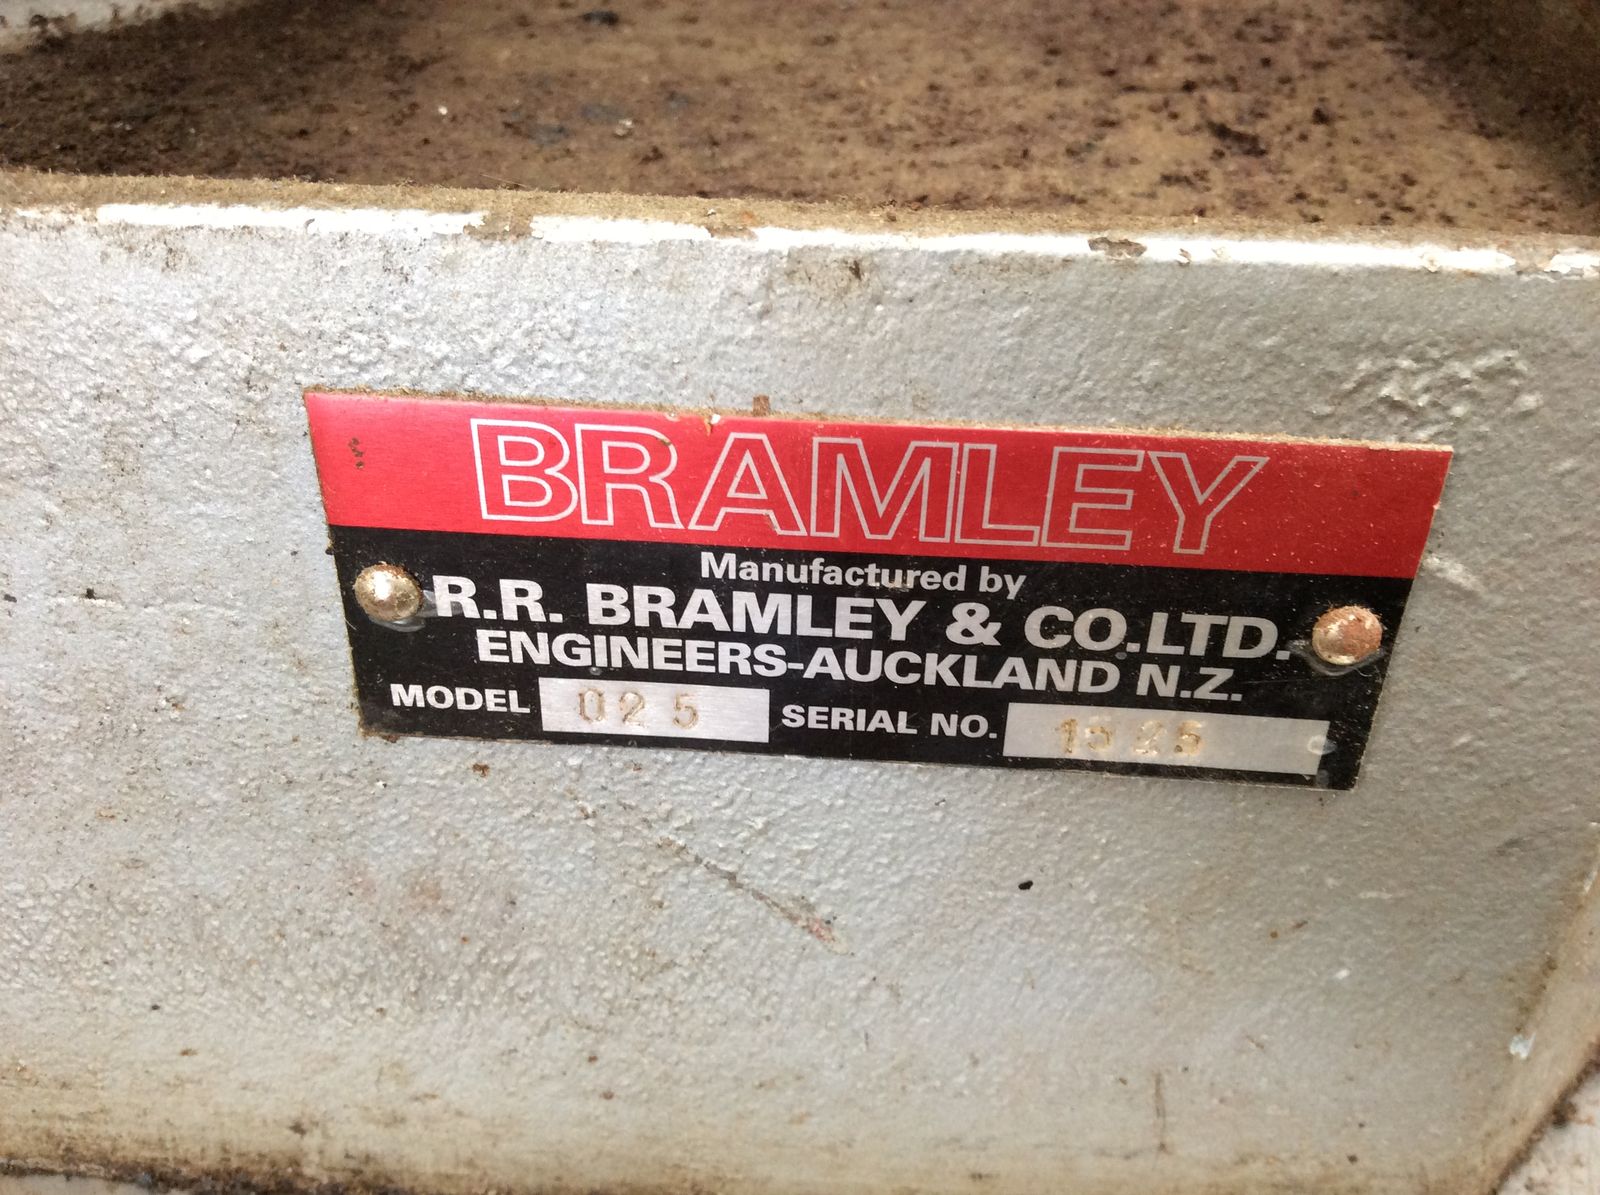 BRAMLEY
Manufactured by
R.R. BRAMLEY & CO.LTD.
ENGINEERS-AUCKLAND N.Z.
MODEL 025 SERIAL NO. 1525